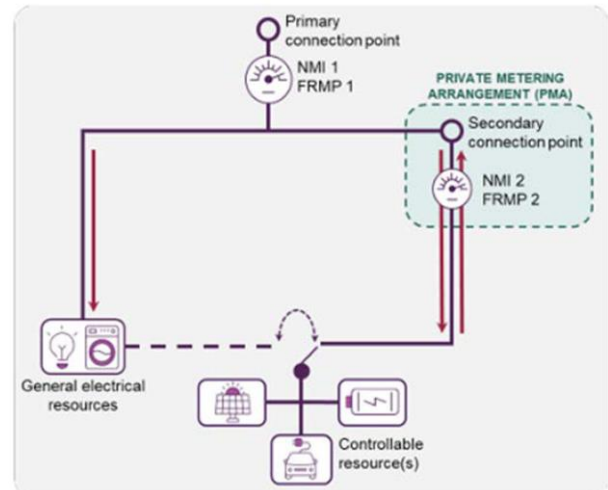 Primary
connection point
NMI 1
FRMP 1
PRIVATE METERING
ARRANGEMENT (PMA)
Secondary
connection point
NMI 2
FRMP 2
General electrical
resources
Controllable
resource(s)